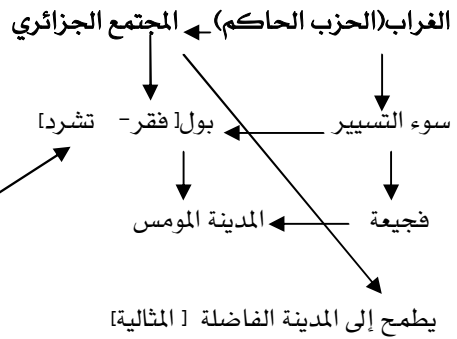 الغراب(الحزب الحاكم) المجتمع الجزائري
سوء التسيير بول[ فقر- تشرد]
فجيعة المدينة المومس
يطمح إلى المدينة الفاضلة [ المثالية]